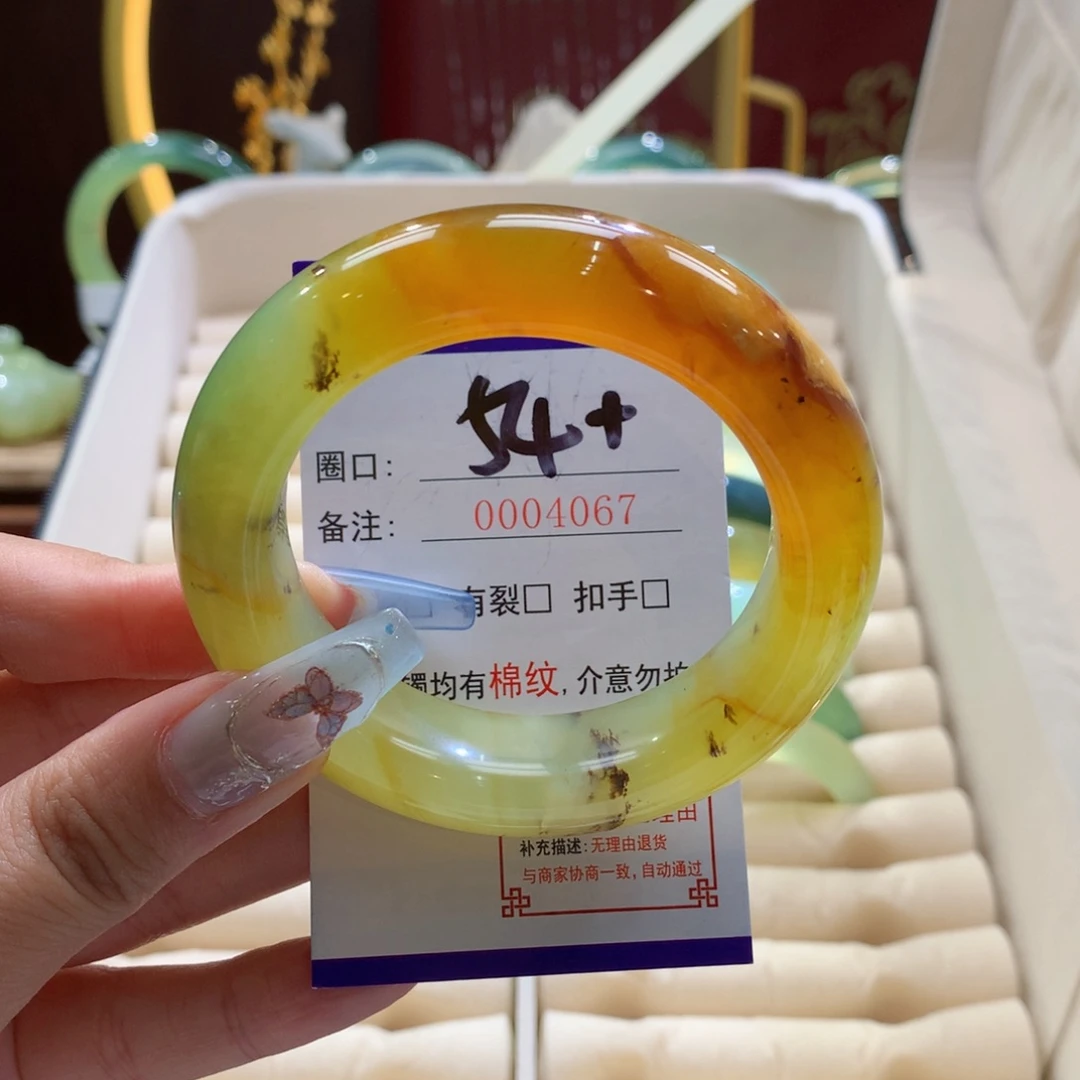 圈口: 54+
备注: 0004067
有裂□ 扣手□
镯均有棉纹,介意勿拍
理由
补充描述:无理由退货
与商家协商一致,自动通过